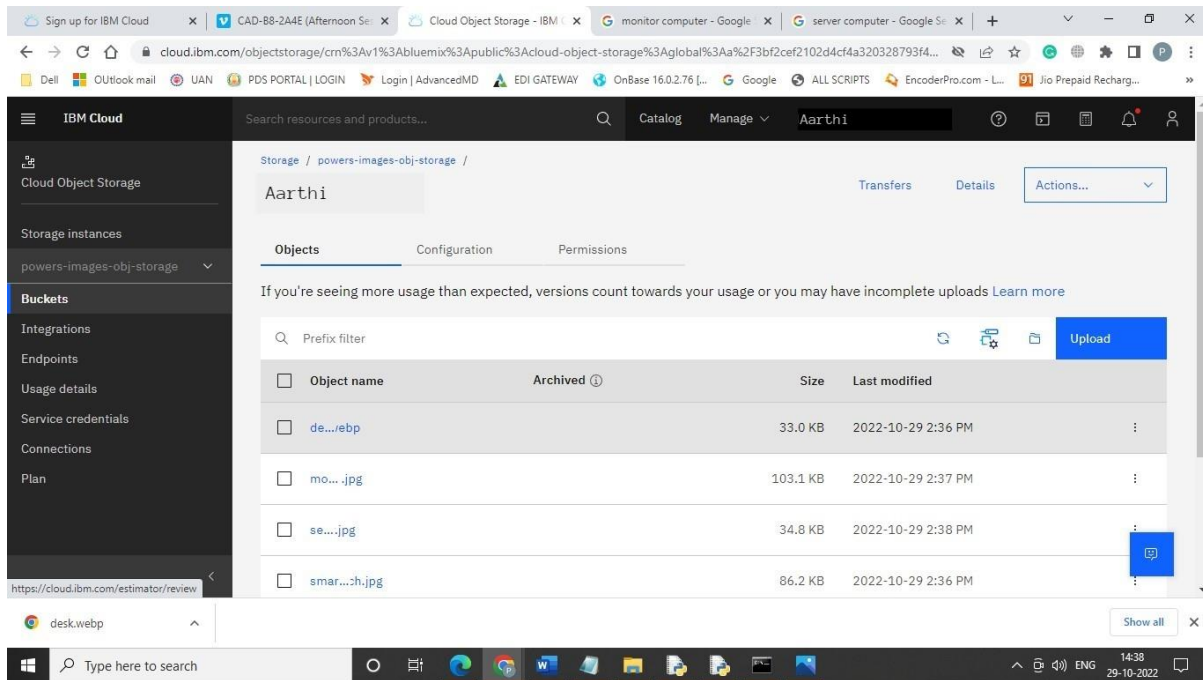 Sign up for IBM Cloud
CAD-B8-2A4E (Afternoon Se
Cloud Object Storage - IBM C
monitor computer - Google
server computer - Google Se
cloud.ibm.com/objectstorage/crn%3Av1%3Abluemix%3Apublic%3Acloud-object-storage%3Aglobal%3Aa%2F3bf2cef2102d4cf4a320328793f4...
P
Dell
OUtlook mail
UAN
PDS PORTAL | LOGIN
Login | AdvancedMD
EDI GATEWAY
OnBase 16.0.2.76 [...
Google
ALL SCRIPTS
EncoderPro.com - L...
91 Jio Prepaid Recharg...
IBM Cloud
Search resources and products...
Catalog
Manage
Aarthi
Cloud Object Storage
Storage instances
powers-images-obj-storage
Buckets
Integrations
Endpoints
Usage details
Service credentials
Connections
Plan
https://cloud.ibm.com/estimator/review
Storage / powers-images-obj-storage /
Aarthi
Transfers
Details
Actions...
Objects
Configuration
Permissions
If you're seeing more usage than expected, versions count towards your usage or you may have incomplete uploads Learn more
Prefix filter
Upload
Object name Archived Size Last modified
de...ebp 33.0 KB 2022-10-29 2:36 PM
mo... .jpg 103.1 KB 2022-10-29 2:37 PM
se....jpg 34.8 KB 2022-10-29 2:38 PM
smar...ch.jpg 86.2 KB 2022-10-29 2:36 PM
desk.webp
Show all
Type here to search
ENG
14:38
29-10-2022